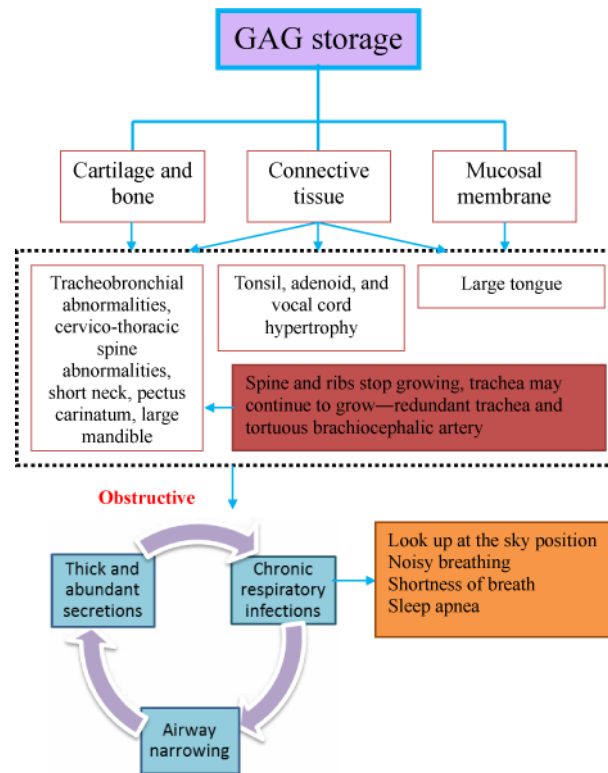 GAG storage
Cartilage and
bone
Connective
tissue
Mucosal
membrane
Tracheobronchial
abnormalities,
cervico-thoracic
spine
abnormalities,
short neck, pectus
carinatum, large
mandible
Tonsil, adenoid, and
vocal cord
hypertrophy
Large tongue
Spine and ribs stop growing, trachea may
continue to grow—redundant trachea and
tortuous brachiocephalic artery
Obstructive
Thick and
abundant
secretions
Chronic
respiratory
infections
Airway
narrowing
Look up at the sky position
Noisy breathing
Shortness of breath
Sleep apnea